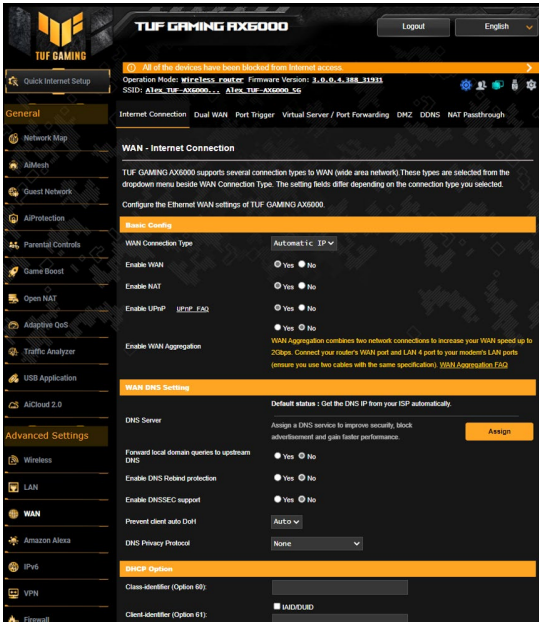 TUF GAMING
TUF GAMING AX6000
Logout
English
Quick Internet Setup
General
Network Map
AiMesh
Guest Network
AiProtection
Parental Controls
Game Boost
Open NAT
Adaptive QoS
Traffic Analyzer
USB Application
AiCloud 2.0
Advanced Settings
Wireless
LAN
WAN
Amazon Alexa
IPv6
VPN
Firewall
All of the devices have been blocked from Internet access.
Operation Mode: Wireless router Firmware Version: 3.0.0.4.388_31931
SSID: Alex_TUF-AX6000... Alex_TUF-AX6000_5G
Internet Connection Dual WAN Port Trigger Virtual Server / Port Forwarding DMZ DDNS NAT Passthrough
WAN - Internet Connection
TUF GAMING AX6000 supports several connection types to WAN (wide area network).These types are selected from the
dropdown menu beside WAN Connection Type. The setting fields differ depending on the connection type you selected.
Configure the Ethernet WAN settings of TUF GAMING AX6000.
Basic Config
WAN Connection Type Automatic IP
Enable WAN Yes No
Enable NAT Yes No
Enable UPnP UPnP FAQ Yes No
Enable WAN Aggregation Yes No
WAN Aggregation combines two network connections to increase your WAN speed up to
2Gbps. Connect your router's WAN port and LAN 4 port to your modem's LAN ports
(ensure you use two cables with the same specification). WAN Aggregation FAQ
WAN DNS Setting
DNS Server
Default status : Get the DNS IP from your ISP automatically.
Assign a DNS service to improve security, block
advertisement and gain faster performance.
Assign
Forward local domain queries to upstream
DNS
Yes No
Enable DNS Rebind protection Yes No
Enable DNSSEC support Yes No
Prevent client auto DoH Auto
DNS Privacy Protocol None
DHCP Option
Class-identifier (Option 60):
IAID/DUID
Client-identifier (Option 61):